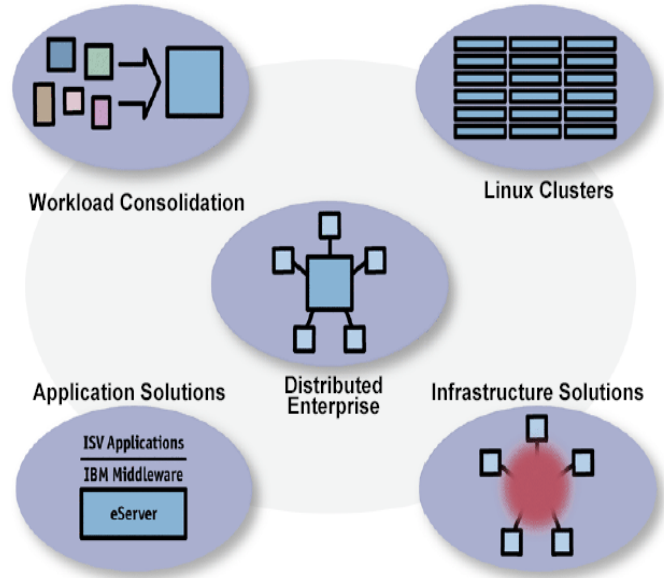 Workload Consolidation
Linux Clusters
Distributed
Enterprise
Application Solutions
ISV Applications
IBM Middleware
eServer
Infrastructure Solutions